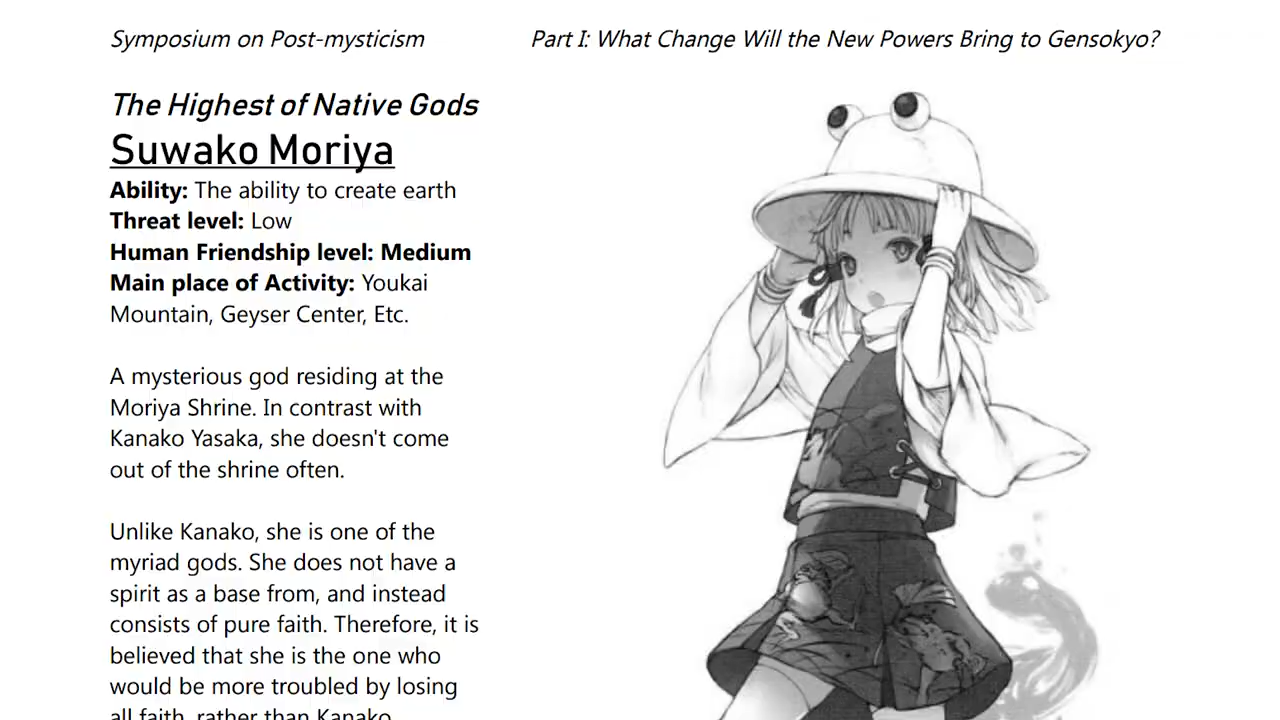 Symposium on Post-mysticism
Part I: What Change Will the New Powers Bring to Gensokyo?
The Highest of Native Gods
Suwako Moriya
Ability: The ability to create earth
Threat level: Low
Human Friendship level: Medium
Main place of Activity: Youkai
Mountain, Geyser Center, Etc.
A mysterious god residing at the
Moriya Shrine. In contrast with
Kanako Yasaka, she doesn't come
out of the shrine often.
Unlike Kanako, she is one of the
myriad gods. She does not have a
spirit as a base from, and instead
consists of pure faith. Therefore, it is
believed that she is the one who
would be more troubled by losing
all faith, rather than Kanako.